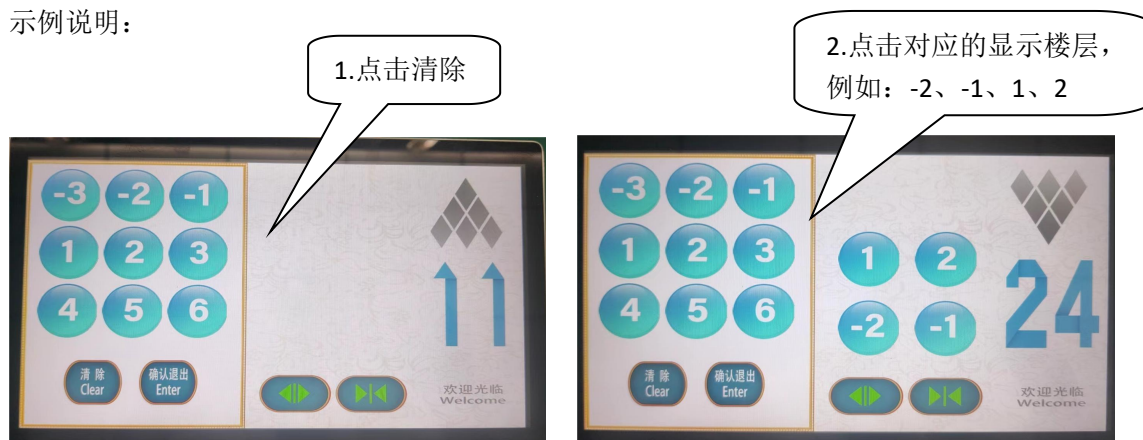 示例说明：
1.点击清除
2.点击对应的显示楼层，
例如：-2、-1、1、2
-3 -2 -1
1 2 3
4 5 6
清 除
Clear
确认退出
Enter
11
欢迎光临
Welcome
-3 -2 -1
1 2 3
4 5 6
清 除
Clear
确认退出
Enter
1 2
-2 -1
24
欢迎光临
Welcome